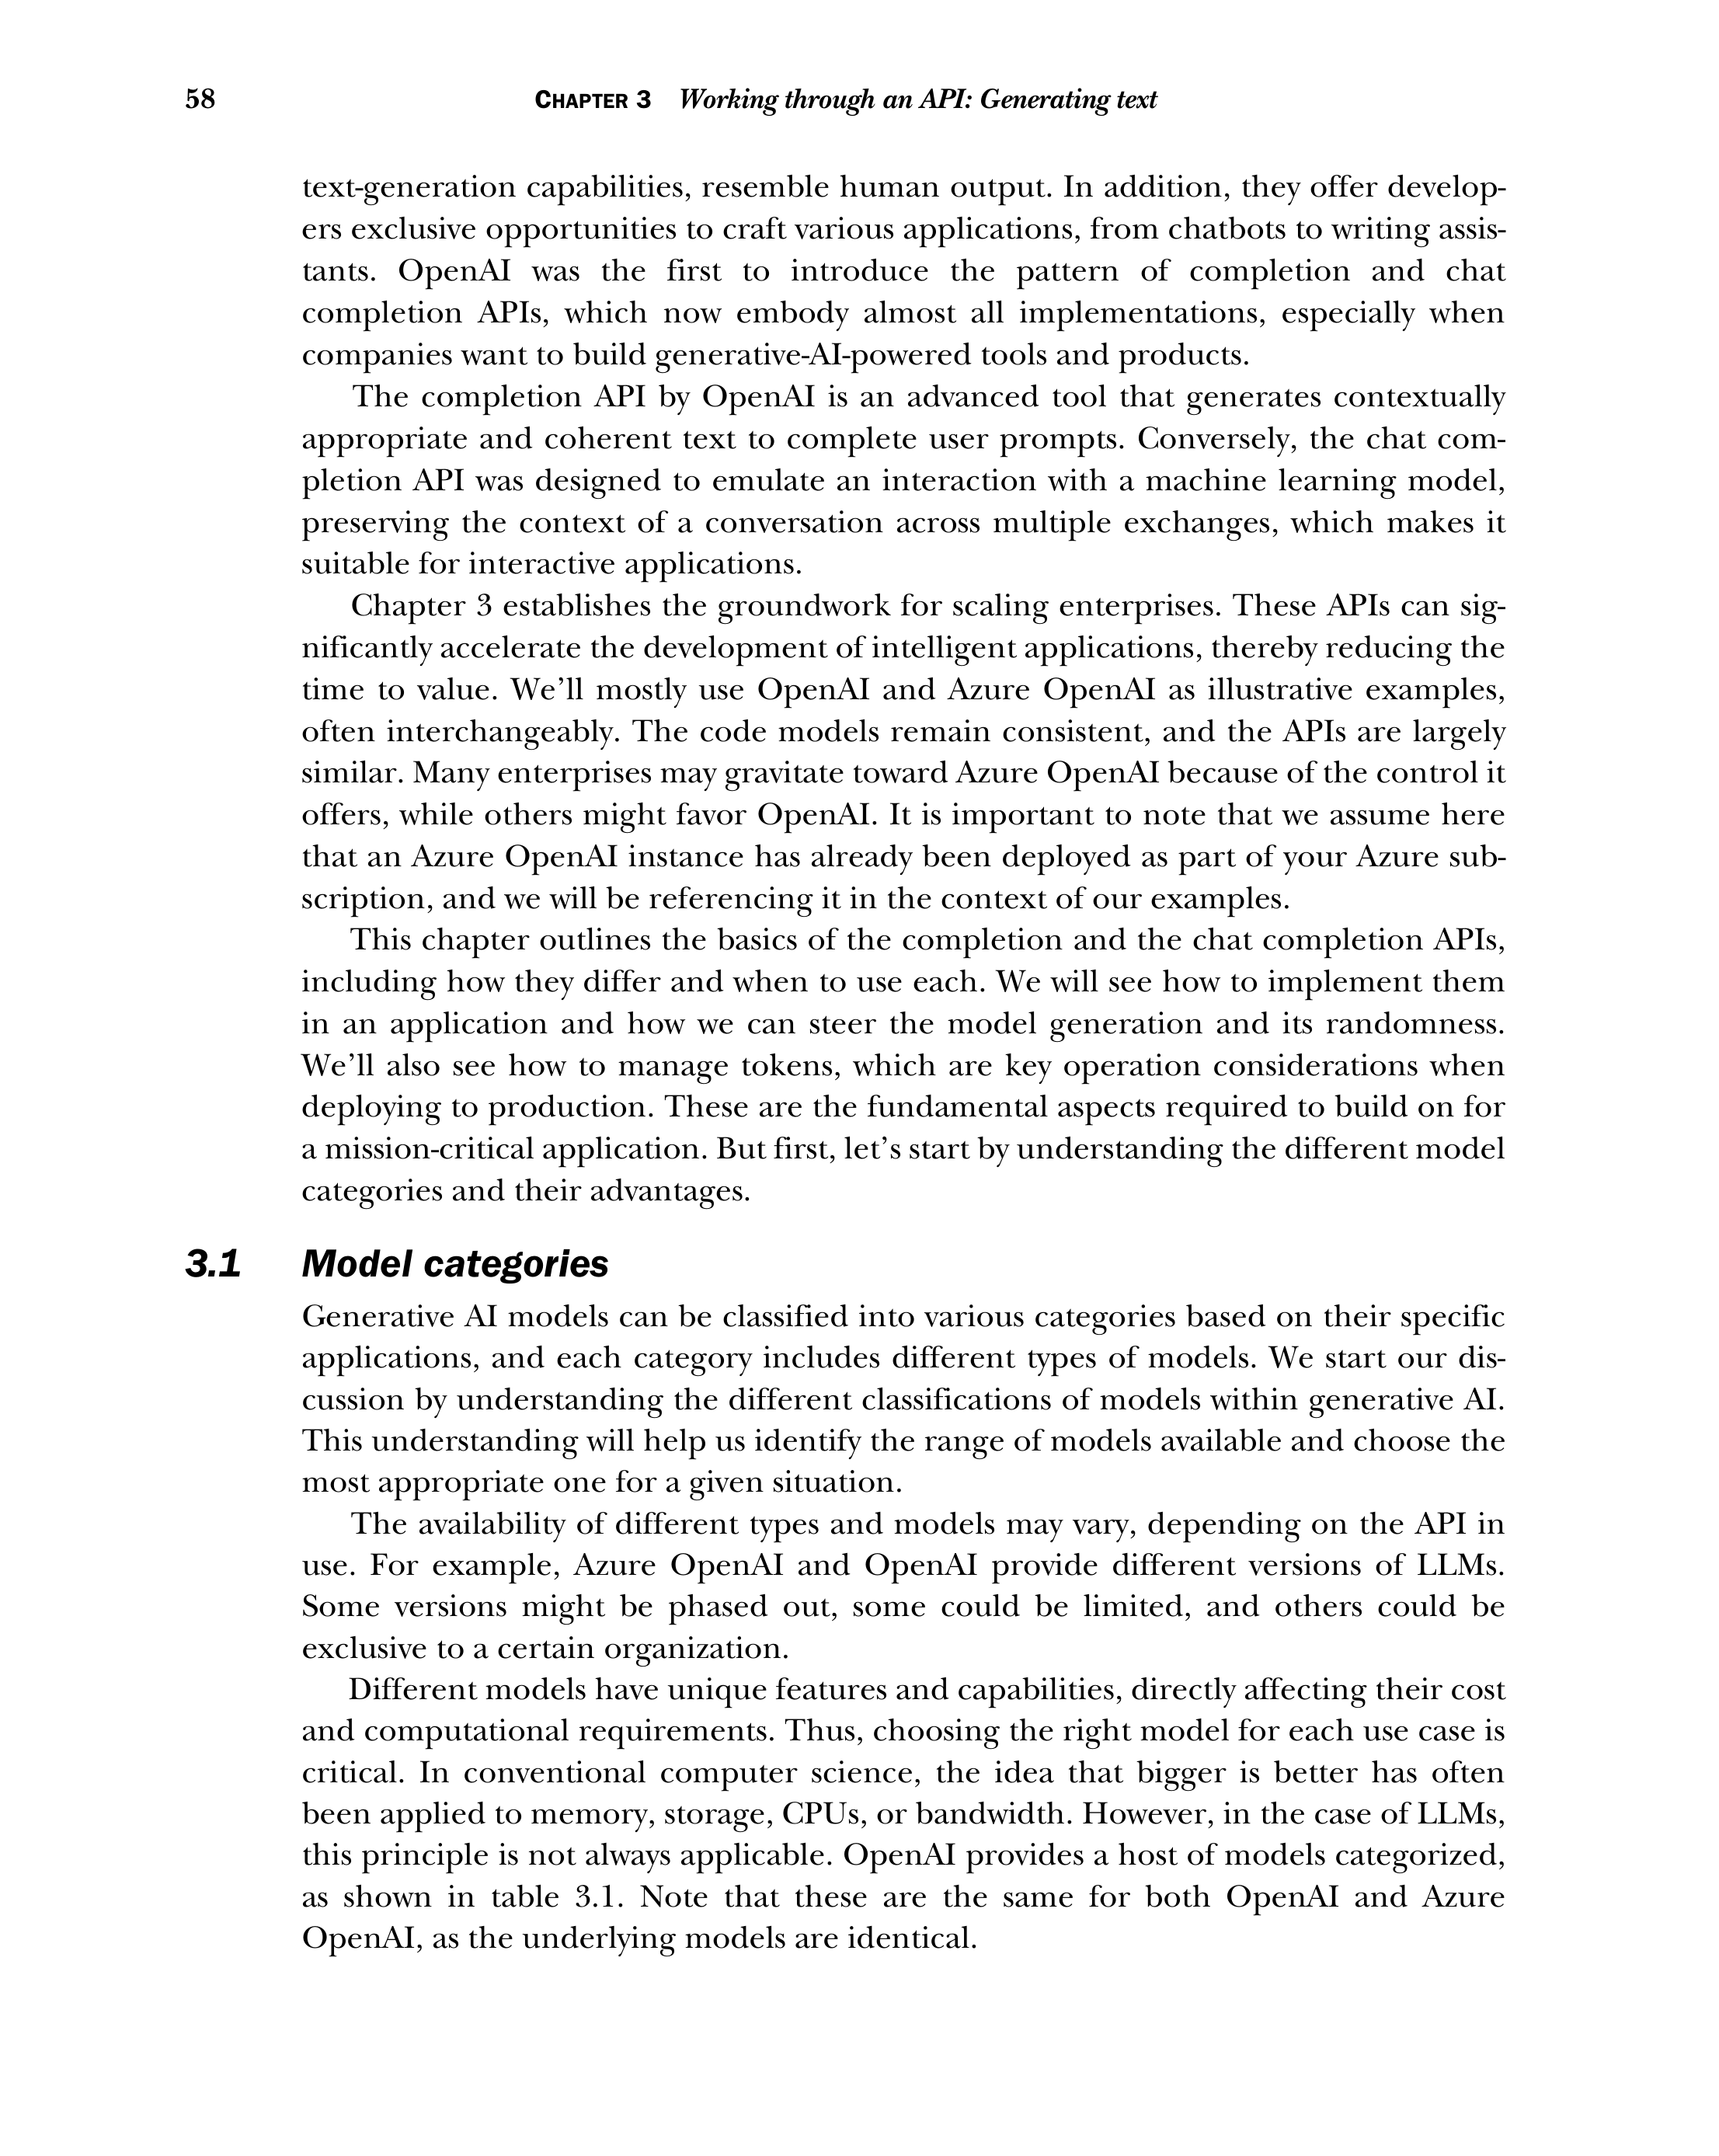 58 CHAPTER 3 Working through an API: Generating text
text-generation capabilities, resemble human output. In addition, they offer develop-
ers exclusive opportunities to craft various applications, from chatbots to writing assis-
tants. OpenAI was the first to introduce the pattern of completion and chat
completion APIs, which now embody almost all implementations, especially when
companies want to build generative-AI-powered tools and products.
The completion API by OpenAI is an advanced tool that generates contextually
appropriate and coherent text to complete user prompts. Conversely, the chat com-
pletion API was designed to emulate an interaction with a machine learning model,
preserving the context of a conversation across multiple exchanges, which makes it
suitable for interactive applications.
Chapter 3 establishes the groundwork for scaling enterprises. These APIs can sig-
nificantly accelerate the development of intelligent applications, thereby reducing the
time to value. We’ll mostly use OpenAI and Azure OpenAI as illustrative examples,
often interchangeably. The code models remain consistent, and the APIs are largely
similar. Many enterprises may gravitate toward Azure OpenAI because of the control it
offers, while others might favor OpenAI. It is important to note that we assume here
that an Azure OpenAI instance has already been deployed as part of your Azure sub-
scription, and we will be referencing it in the context of our examples.
This chapter outlines the basics of the completion and the chat completion APIs,
including how they differ and when to use each. We will see how to implement them
in an application and how we can steer the model generation and its randomness.
We’ll also see how to manage tokens, which are key operation considerations when
deploying to production. These are the fundamental aspects required to build on for
a mission-critical application. But first, let’s start by understanding the different model
categories and their advantages.
3.1 Model categories
Generative AI models can be classified into various categories based on their specific
applications, and each category includes different types of models. We start our dis-
cussion by understanding the different classifications of models within generative AI.
This understanding will help us identify the range of models available and choose the
most appropriate one for a given situation.
The availability of different types and models may vary, depending on the API in
use. For example, Azure OpenAI and OpenAI provide different versions of LLMs.
Some versions might be phased out, some could be limited, and others could be
exclusive to a certain organization.
Different models have unique features and capabilities, directly affecting their cost
and computational requirements. Thus, choosing the right model for each use case is
critical. In conventional computer science, the idea that bigger is better has often
been applied to memory, storage, CPUs, or bandwidth. However, in the case of LLMs,
this principle is not always applicable. OpenAI provides a host of models categorized,
as shown in table 3.1. Note that these are the same for both OpenAI and Azure
OpenAI, as the underlying models are identical.